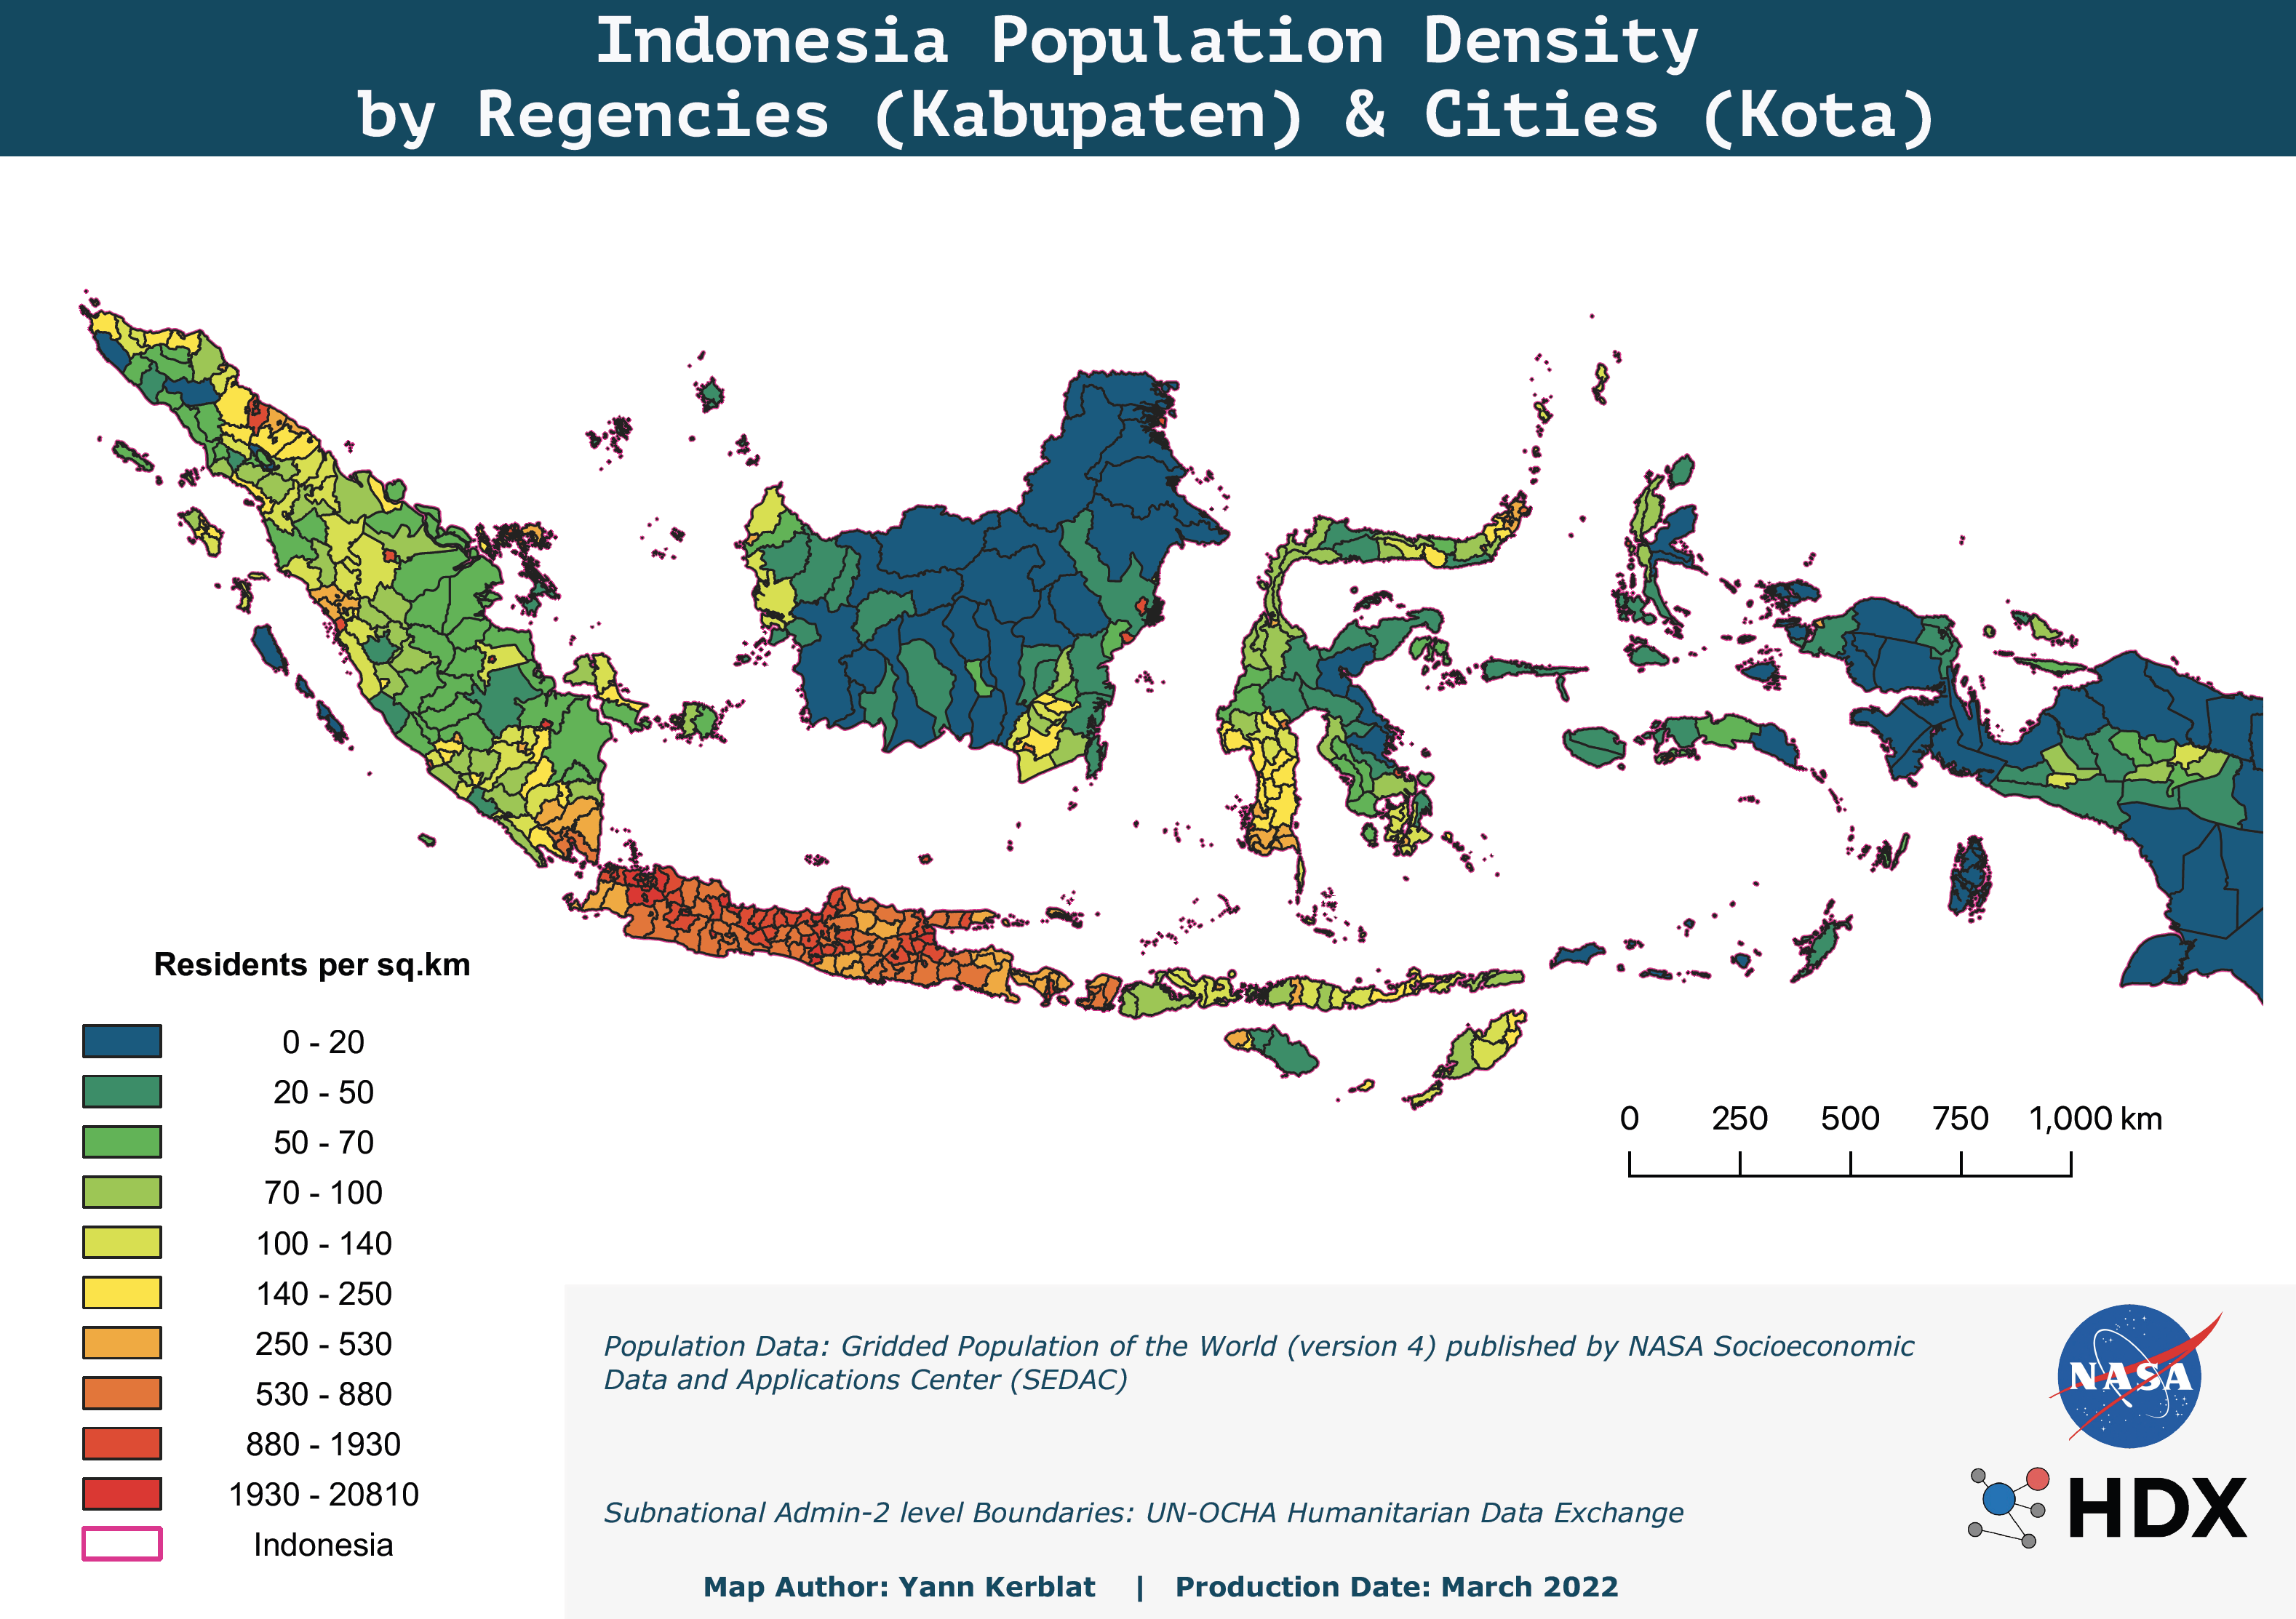 Indonesia Population Density
by Regencies (Kabupaten) & Cities (Kota)
Residents per sq.km
0 - 20
20 - 50
50 - 70
70 - 100
100 - 140
140 - 250
250 - 530
530 - 880
880 - 1930
1930 - 20810
Indonesia
0 250 500 750 1,000 km
Population Data: Gridded Population of the World (version 4) published by NASA Socioeconomic
Data and Applications Center (SEDAC)
Subnational Admin-2 level Boundaries: UN-OCHA Humanitarian Data Exchange
Map Author: Yann Kerblat | Production Date: March 2022
NASA
HDX